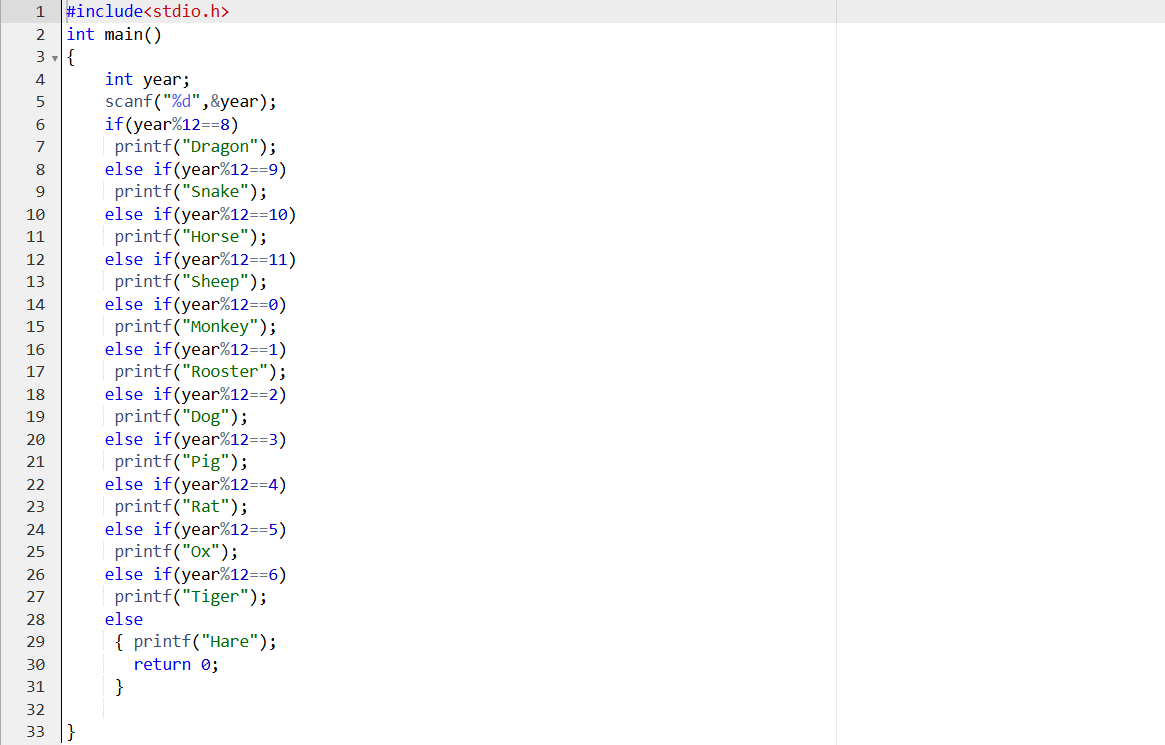 1 #include<stdio.h>
2 int main()
3 {
4 int year;
5 scanf("%d",&year);
6 if(year%12==8)
7 printf("Dragon");
8 else if(year%12==9)
9 printf("Snake");
10 else if(year%12==10)
11 printf("Horse");
12 else if(year%12==11)
13 printf("Sheep");
14 else if(year%12==0)
15 printf("Monkey");
16 else if(year%12==1)
17 printf("Rooster");
18 else if(year%12==2)
19 printf("Dog");
20 else if(year%12==3)
21 printf("Pig");
22 else if(year%12==4)
23 printf("Rat");
24 else if(year%12==5)
25 printf("Ox");
26 else if(year%12==6)
27 printf("Tiger");
28 else
29 { printf("Hare");
30 return 0;
31 }
32
33 }